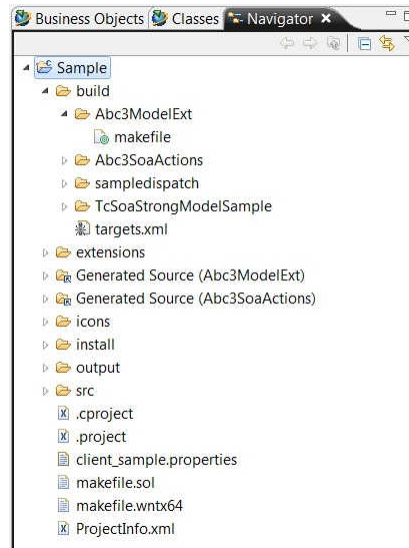 Business Objects Classes Navigator
Sample
build
Abc3ModelExt
makefile
Abc3SoaActions
sampledispatch
TcSoaStrongModelSample
targets.xml
extensions
Generated Source (Abc3ModelExt)
Generated Source (Abc3SoaActions)
icons
install
output
src
.cproject
.project
client_sample.properties
makefile.sol
makefile.wntx64
ProjectInfo.xml